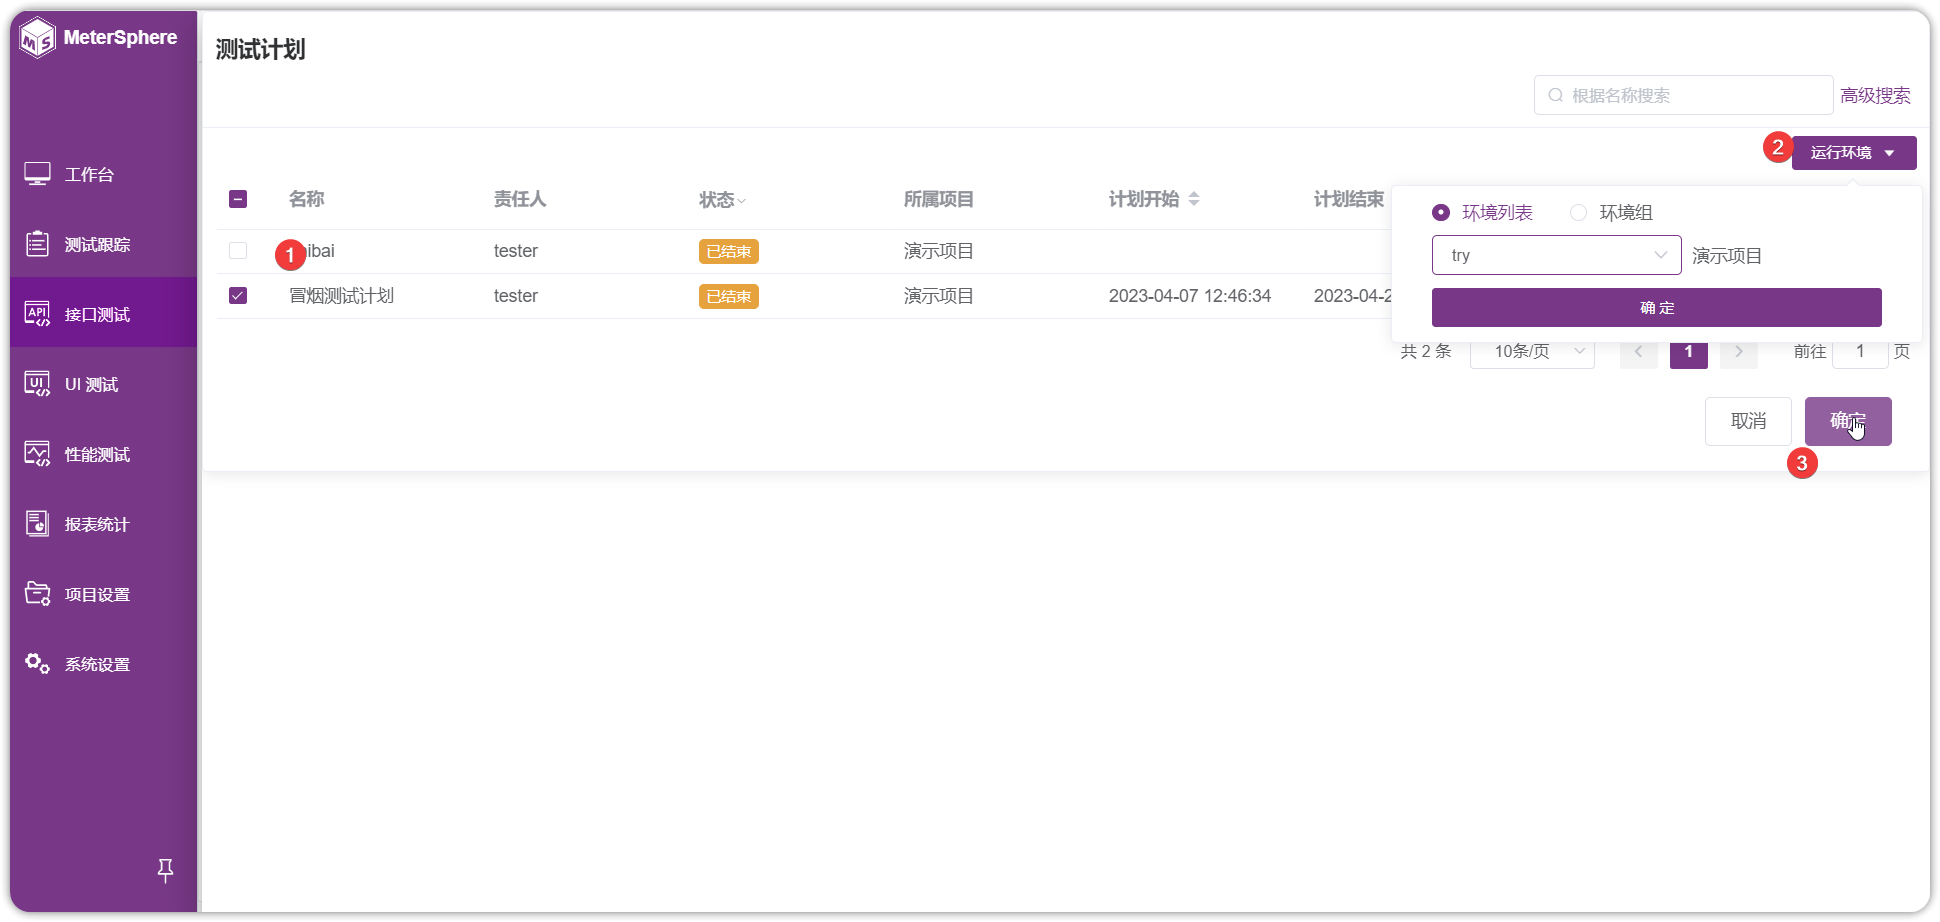 MeterSphere
测试计划
根据名称搜索
高级搜索
2
运行环境
工作台
测试跟踪
API
接口测试
UI
UI 测试
性能测试
报表统计
项目设置
系统设置
名称 责任人 状态 所属项目 计划开始 计划结束
1 ibai tester 已结束 演示项目
冒烟测试计划 tester 已结束 演示项目 2023-04-07 12:46:34 2023-04-2
环境列表 环境组
try 演示项目
确 定
共 2 条 10条/页 1 前往 1 页
取消 确定
3